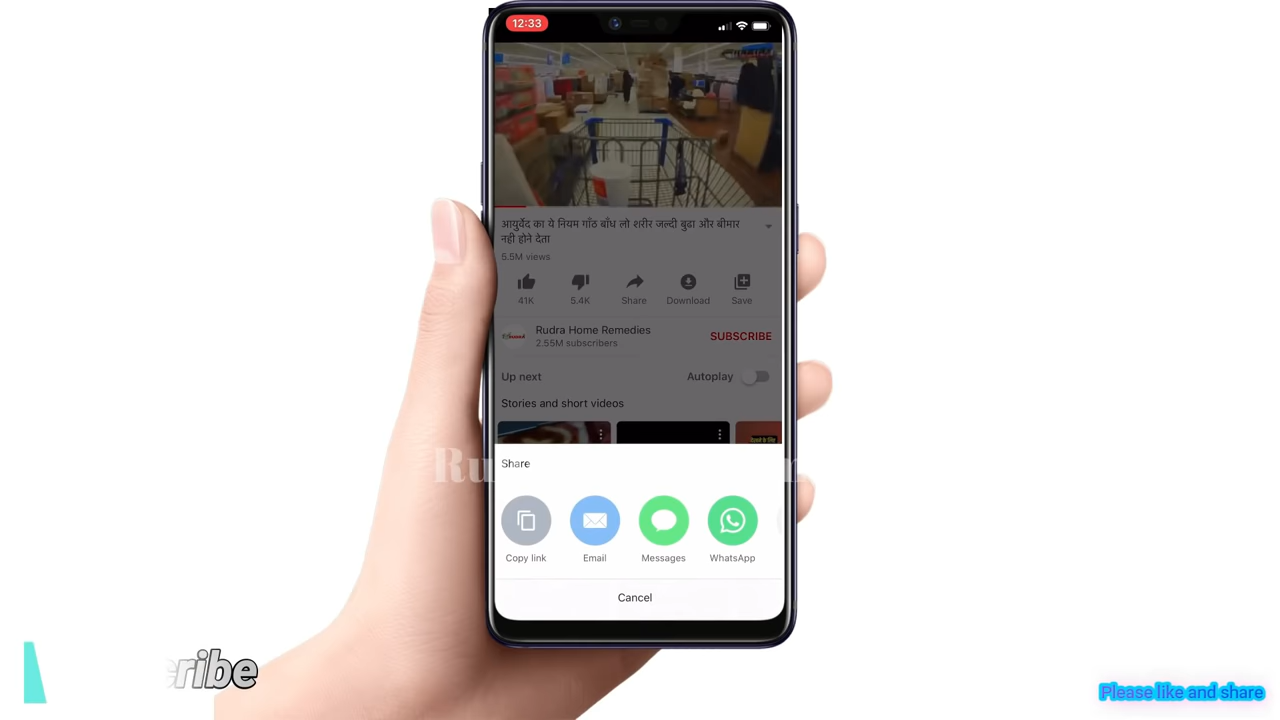 12:33
आयुर्वेद का ये नियम गाँठ बाँध लो शरीर जल्दी बुढा और बीमार
नही होने देता
5.5M views
41K
5.4K
Share
Download
Save
Rudra Home Remedies
2.55M subscribers
SUBSCRIBE
Up next
Autoplay
Stories and short videos
Share
Copy link
Email
Messages
WhatsApp
Cancel
Please like and share